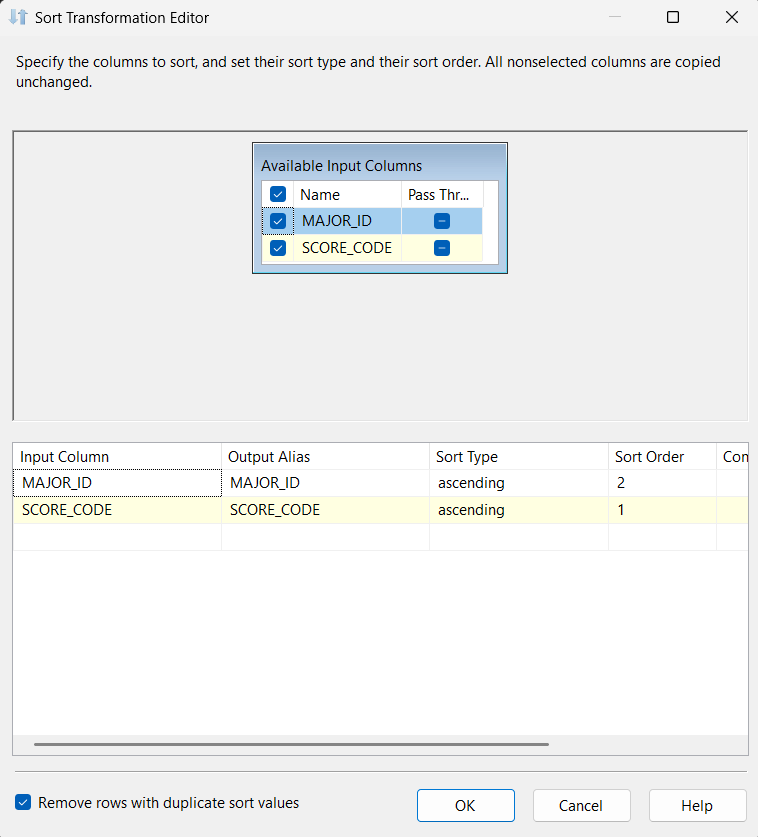 Sort Transformation Editor
Specify the columns to sort, and set their sort type and their sort order. All nonselected columns are copied
unchanged.
Available Input Columns
Name Pass Thr...
MAJOR_ID
SCORE_CODE
Input Column Output Alias Sort Type Sort Order Con
MAJOR_ID MAJOR_ID ascending 2
SCORE_CODE SCORE_CODE ascending 1
Remove rows with duplicate sort values
OK Cancel Help